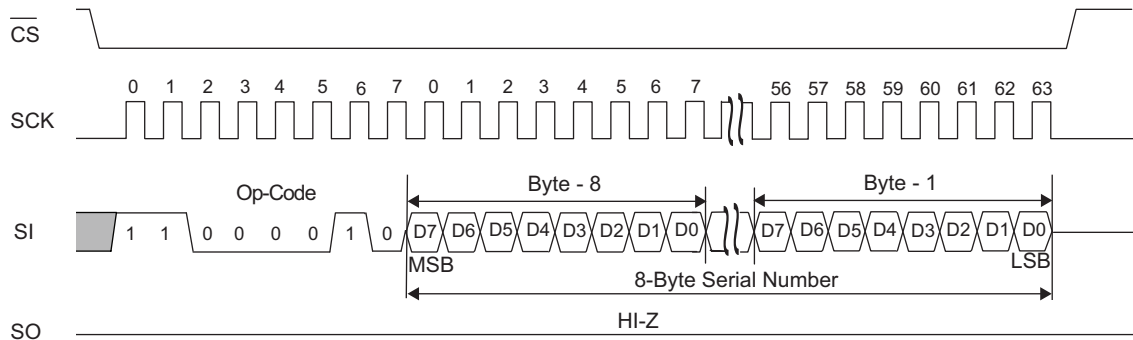 CS
0 1 2 3 4 5 6 7 0 1 2 3 4 5 6 7 56 57 58 59 60 61 62 63
SCK
Op-Code Byte - 8 Byte - 1
SI 1 1 0 0 0 0 1 0 D7 D6 D5 D4 D3 D2 D1 D0 D7 D6 D5 D4 D3 D2 D1 D0
MSB LSB
8-Byte Serial Number
HI-Z
SO